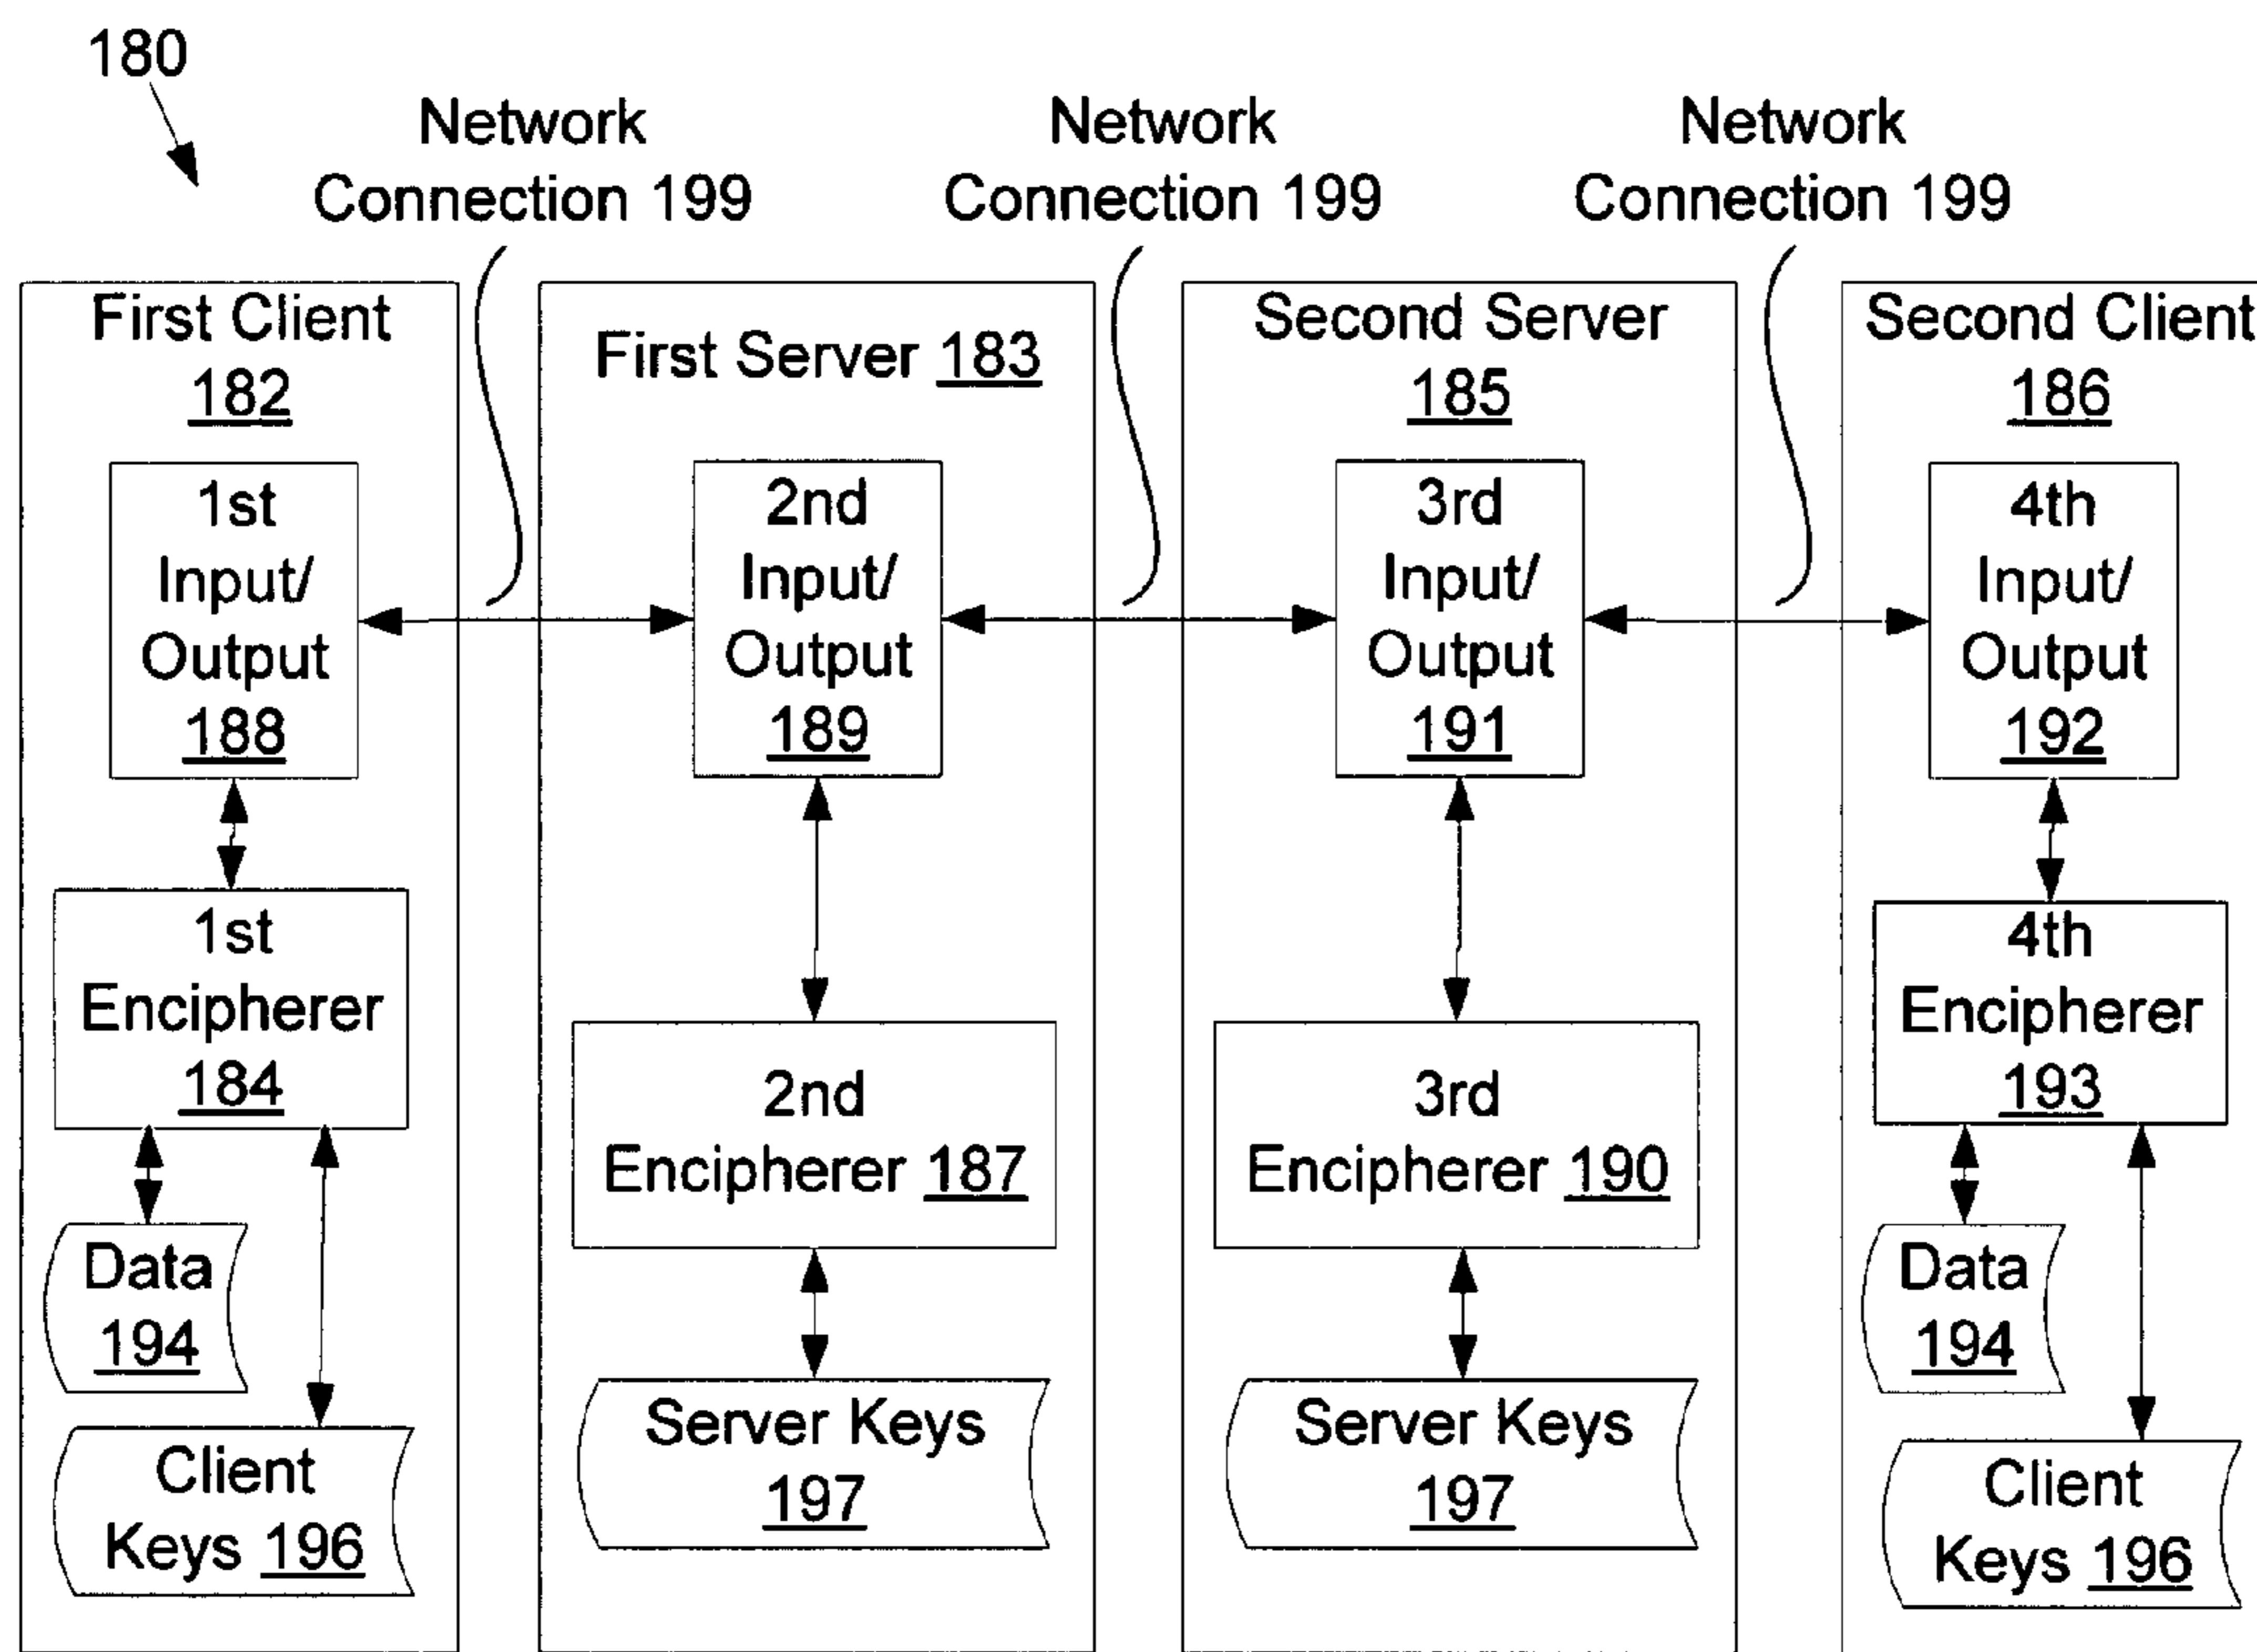 180
Network
Connection 199
Network
Connection 199
Network
Connection 199
First Client
182
1st
Input/
Output
188
1st
Encipherer
184
Data
194
Client
Keys 196
First Server 183
2nd
Input/
Output
189
2nd
Encipherer 187
Server Keys
197
Second Server
185
3rd
Input/
Output
191
3rd
Encipherer 190
Server Keys
197
Second Client
186
4th
Input/
Output
192
4th
Encipherer
193
Data
194
Client
Keys 196